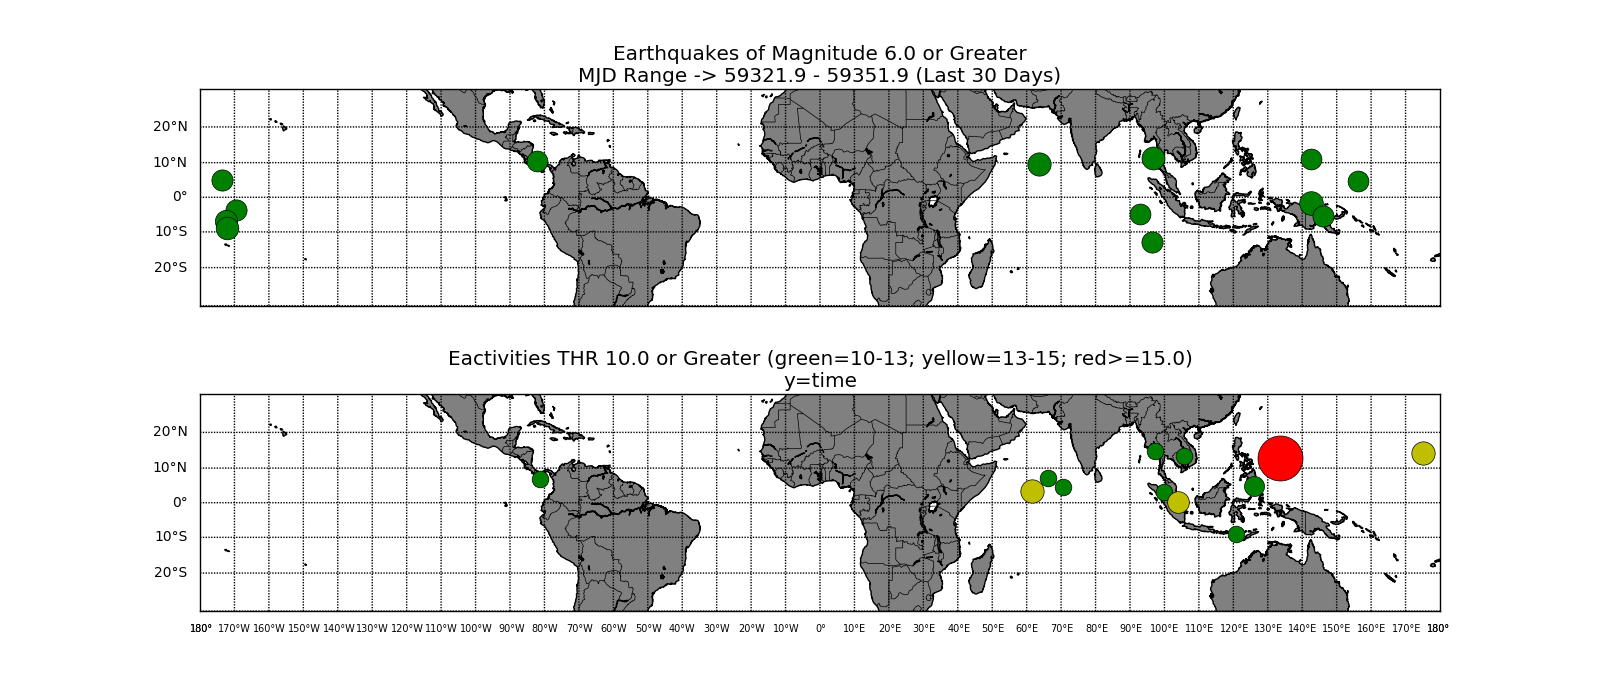 Earthquakes of Magnitude 6.0 or Greater
MJD Range -> 59321.9 - 59351.9 (Last 30 Days)
20°N
10°N
0°
10°S
20°S
Eactivities THR 10.0 or Greater (green=10-13; yellow=13-15; red>=15.0)
y=time
20°N
10°N
0°
10°S
20°S
180° 170°W 160°W 150°W 140°W 130°W 120°W 110°W 100°W 90°W 80°W 70°W 60°W 50°W 40°W 30°W 20°W 10°W 0° 10°E 20°E 30°E 40°E 50°E 60°E 70°E 80°E 90°E 100°E 110°E 120°E 130°E 140°E 150°E 160°E 170°E 180°